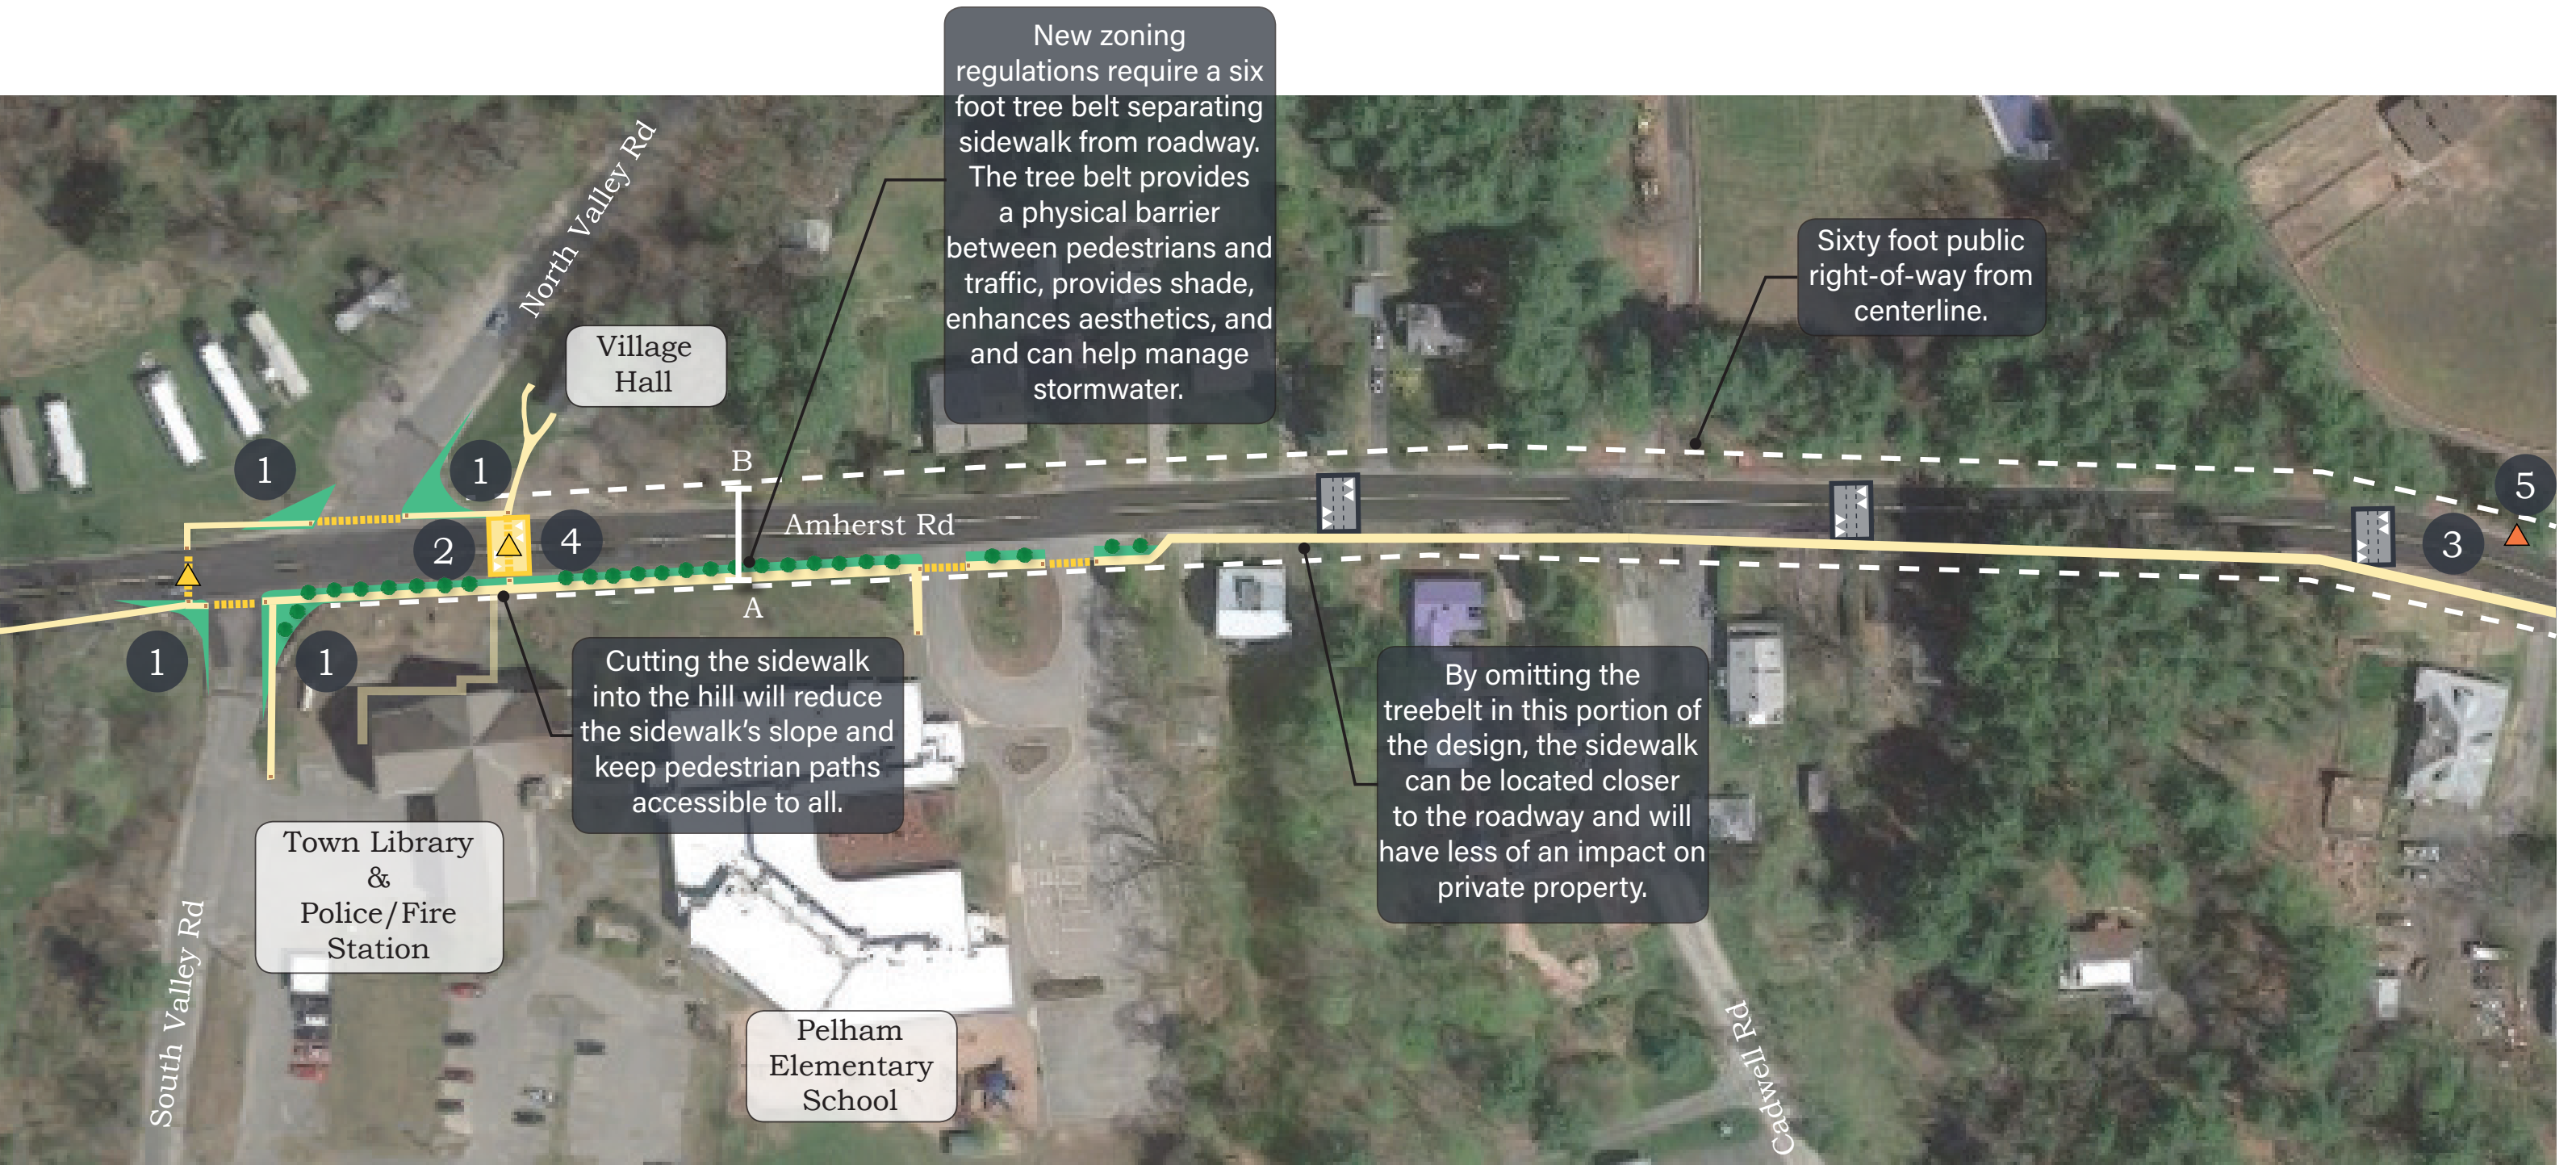 New zoning
regulations require a six
foot tree belt separating
sidewalk from roadway.
The tree belt provides
a physical barrier
between pedestrians and
traffic, provides shade,
enhances aesthetics, and
and can help manage
stormwater.
North Valley Rd
Sixty foot public
right-of-way from
centerline.
Village
Hall
1
1
B
5
Amherst Rd
2
4
3
A
1
1
Cutting the sidewalk
into the hill will reduce
the sidewalk's slope and
keep pedestrian paths
accessible to all.
By omitting the
treebelt in this portion of
the design, the sidewalk
can be located closer
to the roadway and will
have less of an impact on
private property.
Town Library
&
Police/Fire
Station
South Valley Rd
Pelham
Elementary
School
Cadwell Rd